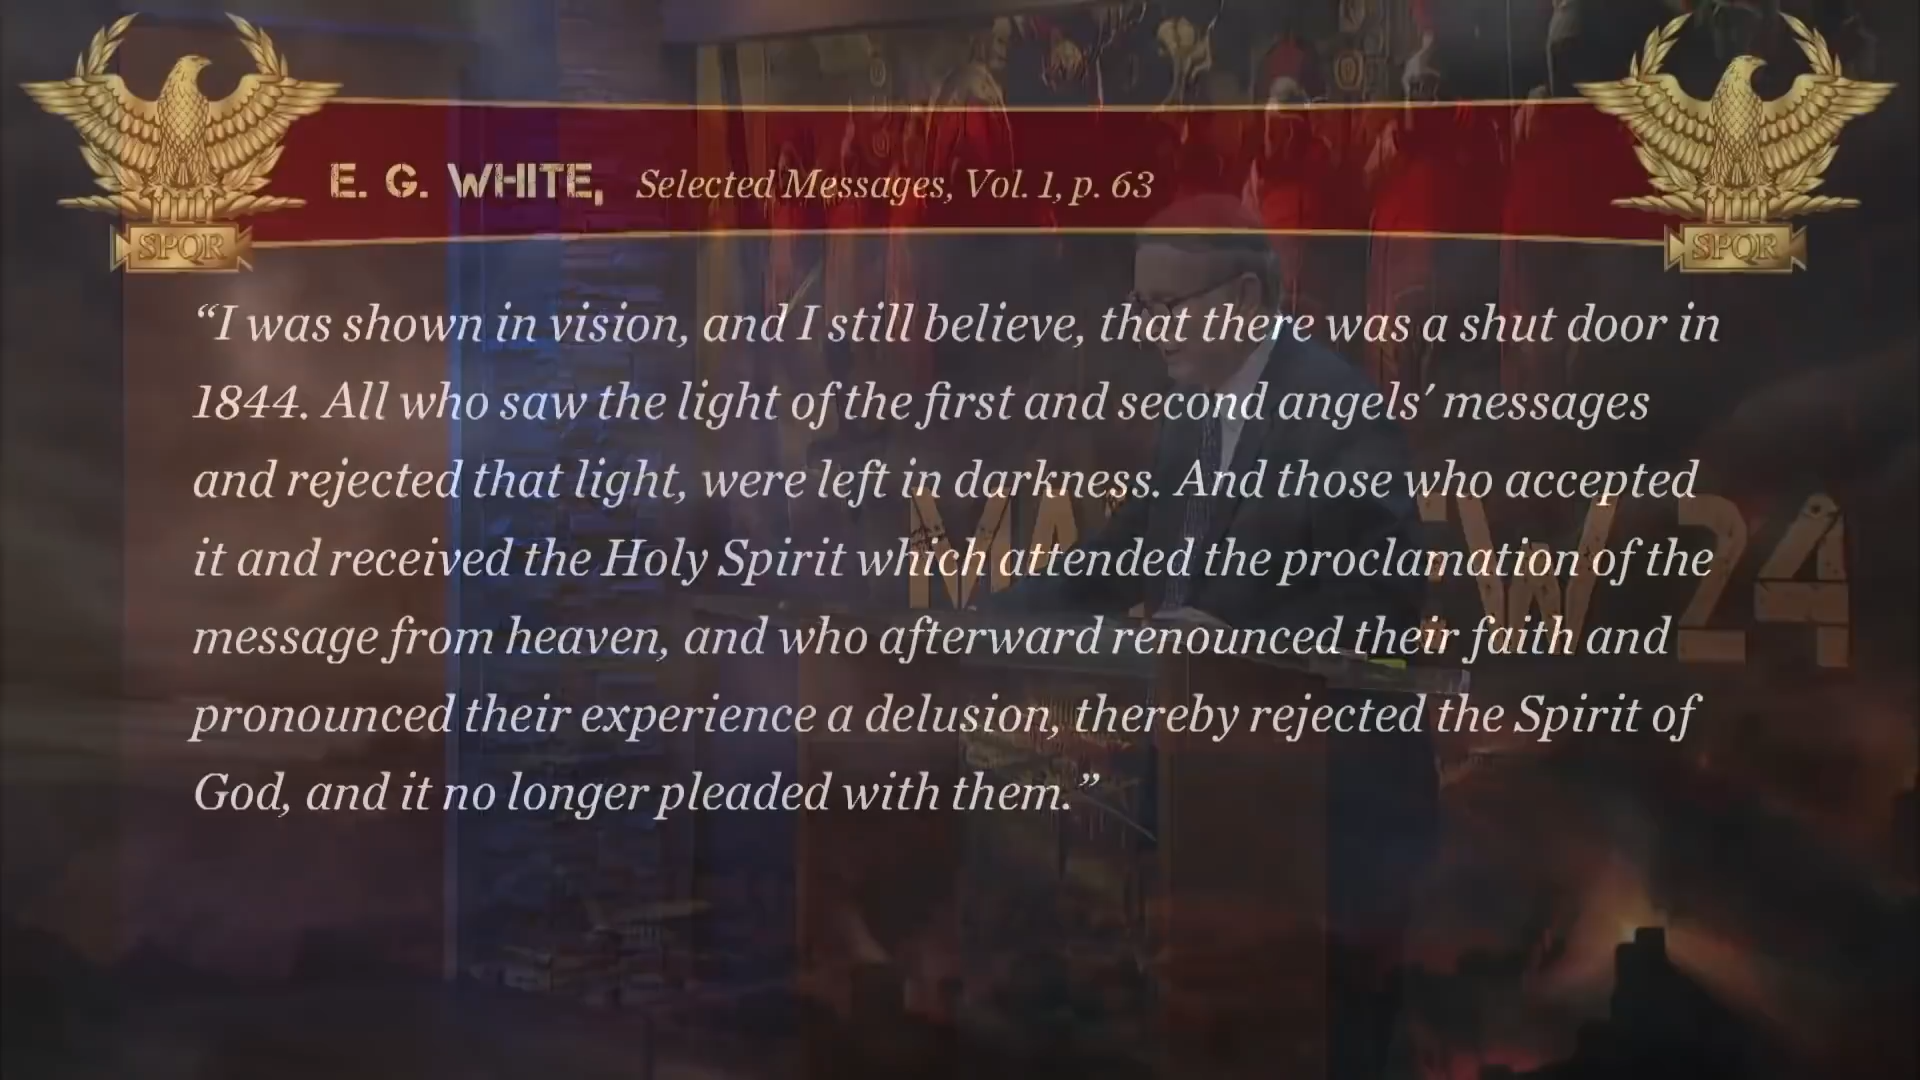 E. G. WHITE, Selected Messages, Vol. 1, p. 63
SPQR SPQR
“I was shown in vision, and I still believe, that there was a shut door in
1844. All who saw the light of the first and second angels’ messages
and rejected that light, were left in darkness. And those who accepted
it and received the Holy Spirit which attended the proclamation of the
message from heaven, and who afterward renounced their faith and
pronounced their experience a delusion, thereby rejected the Spirit of
God, and it no longer pleaded with them.”
24